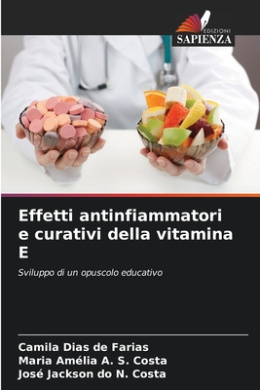 EDIZIONI
SAPIENZA
Effetti antinfiammatori
e curativi della vitamina
E
Sviluppo di un opuscolo educativo
Camila Dias de Farias
Maria Amélia A. S. Costa
José Jackson do N. Costa